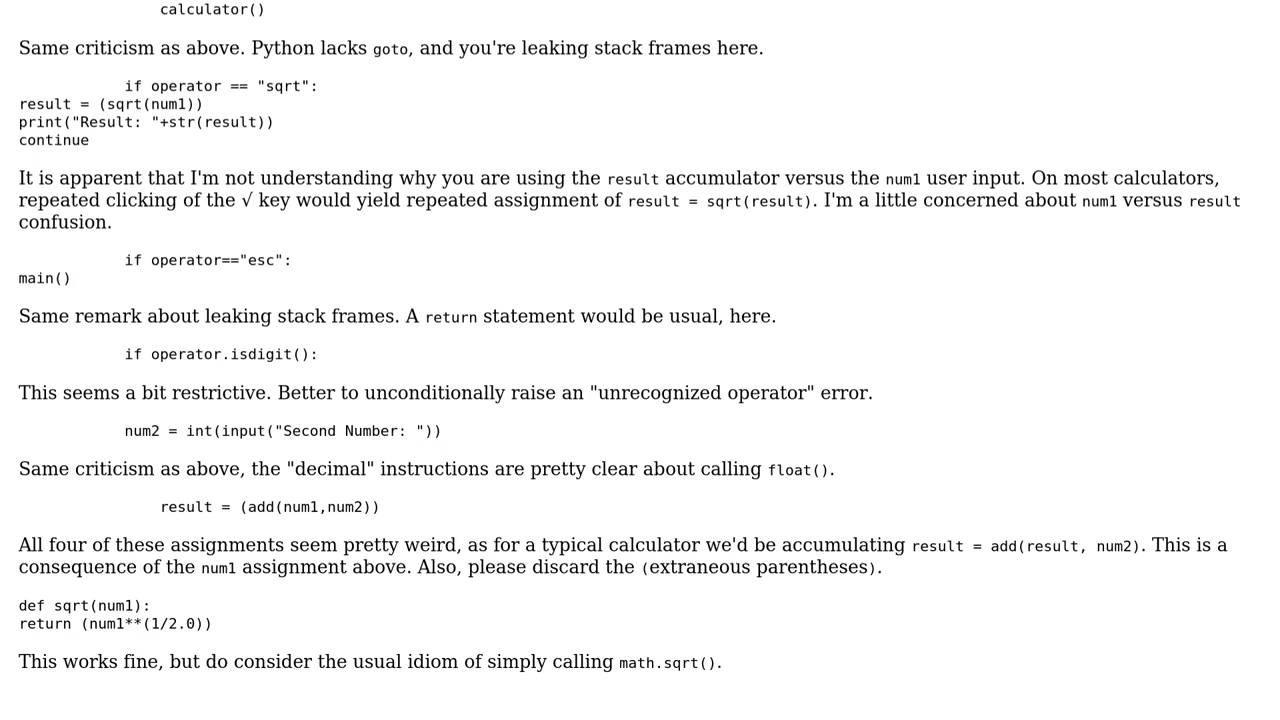 calculator()
Same criticism as above. Python lacks goto, and you're leaking stack frames here.
if operator == "sqrt":
result = (sqrt(num1))
print("Result: "+str(result))
continue
It is apparent that I'm not understanding why you are using the result accumulator versus the num1 user input. On most calculators,
repeated clicking of the √ key would yield repeated assignment of result = sqrt(result). I'm a little concerned about num1 versus result
confusion.
if operator=="esc":
main()
Same remark about leaking stack frames. A return statement would be usual, here.
if operator.isdigit():
This seems a bit restrictive. Better to unconditionally raise an "unrecognized operator" error.
num2 = int(input("Second Number: "))
Same criticism as above, the "decimal" instructions are pretty clear about calling float().
result = (add(num1,num2))
All four of these assignments seem pretty weird, as for a typical calculator we'd be accumulating result = add(result, num2). This is a
consequence of the num1 assignment above. Also, please discard the (extraneous parentheses).
def sqrt(num1):
return (num1**(1/2.0))
This works fine, but do consider the usual idiom of simply calling math.sqrt().